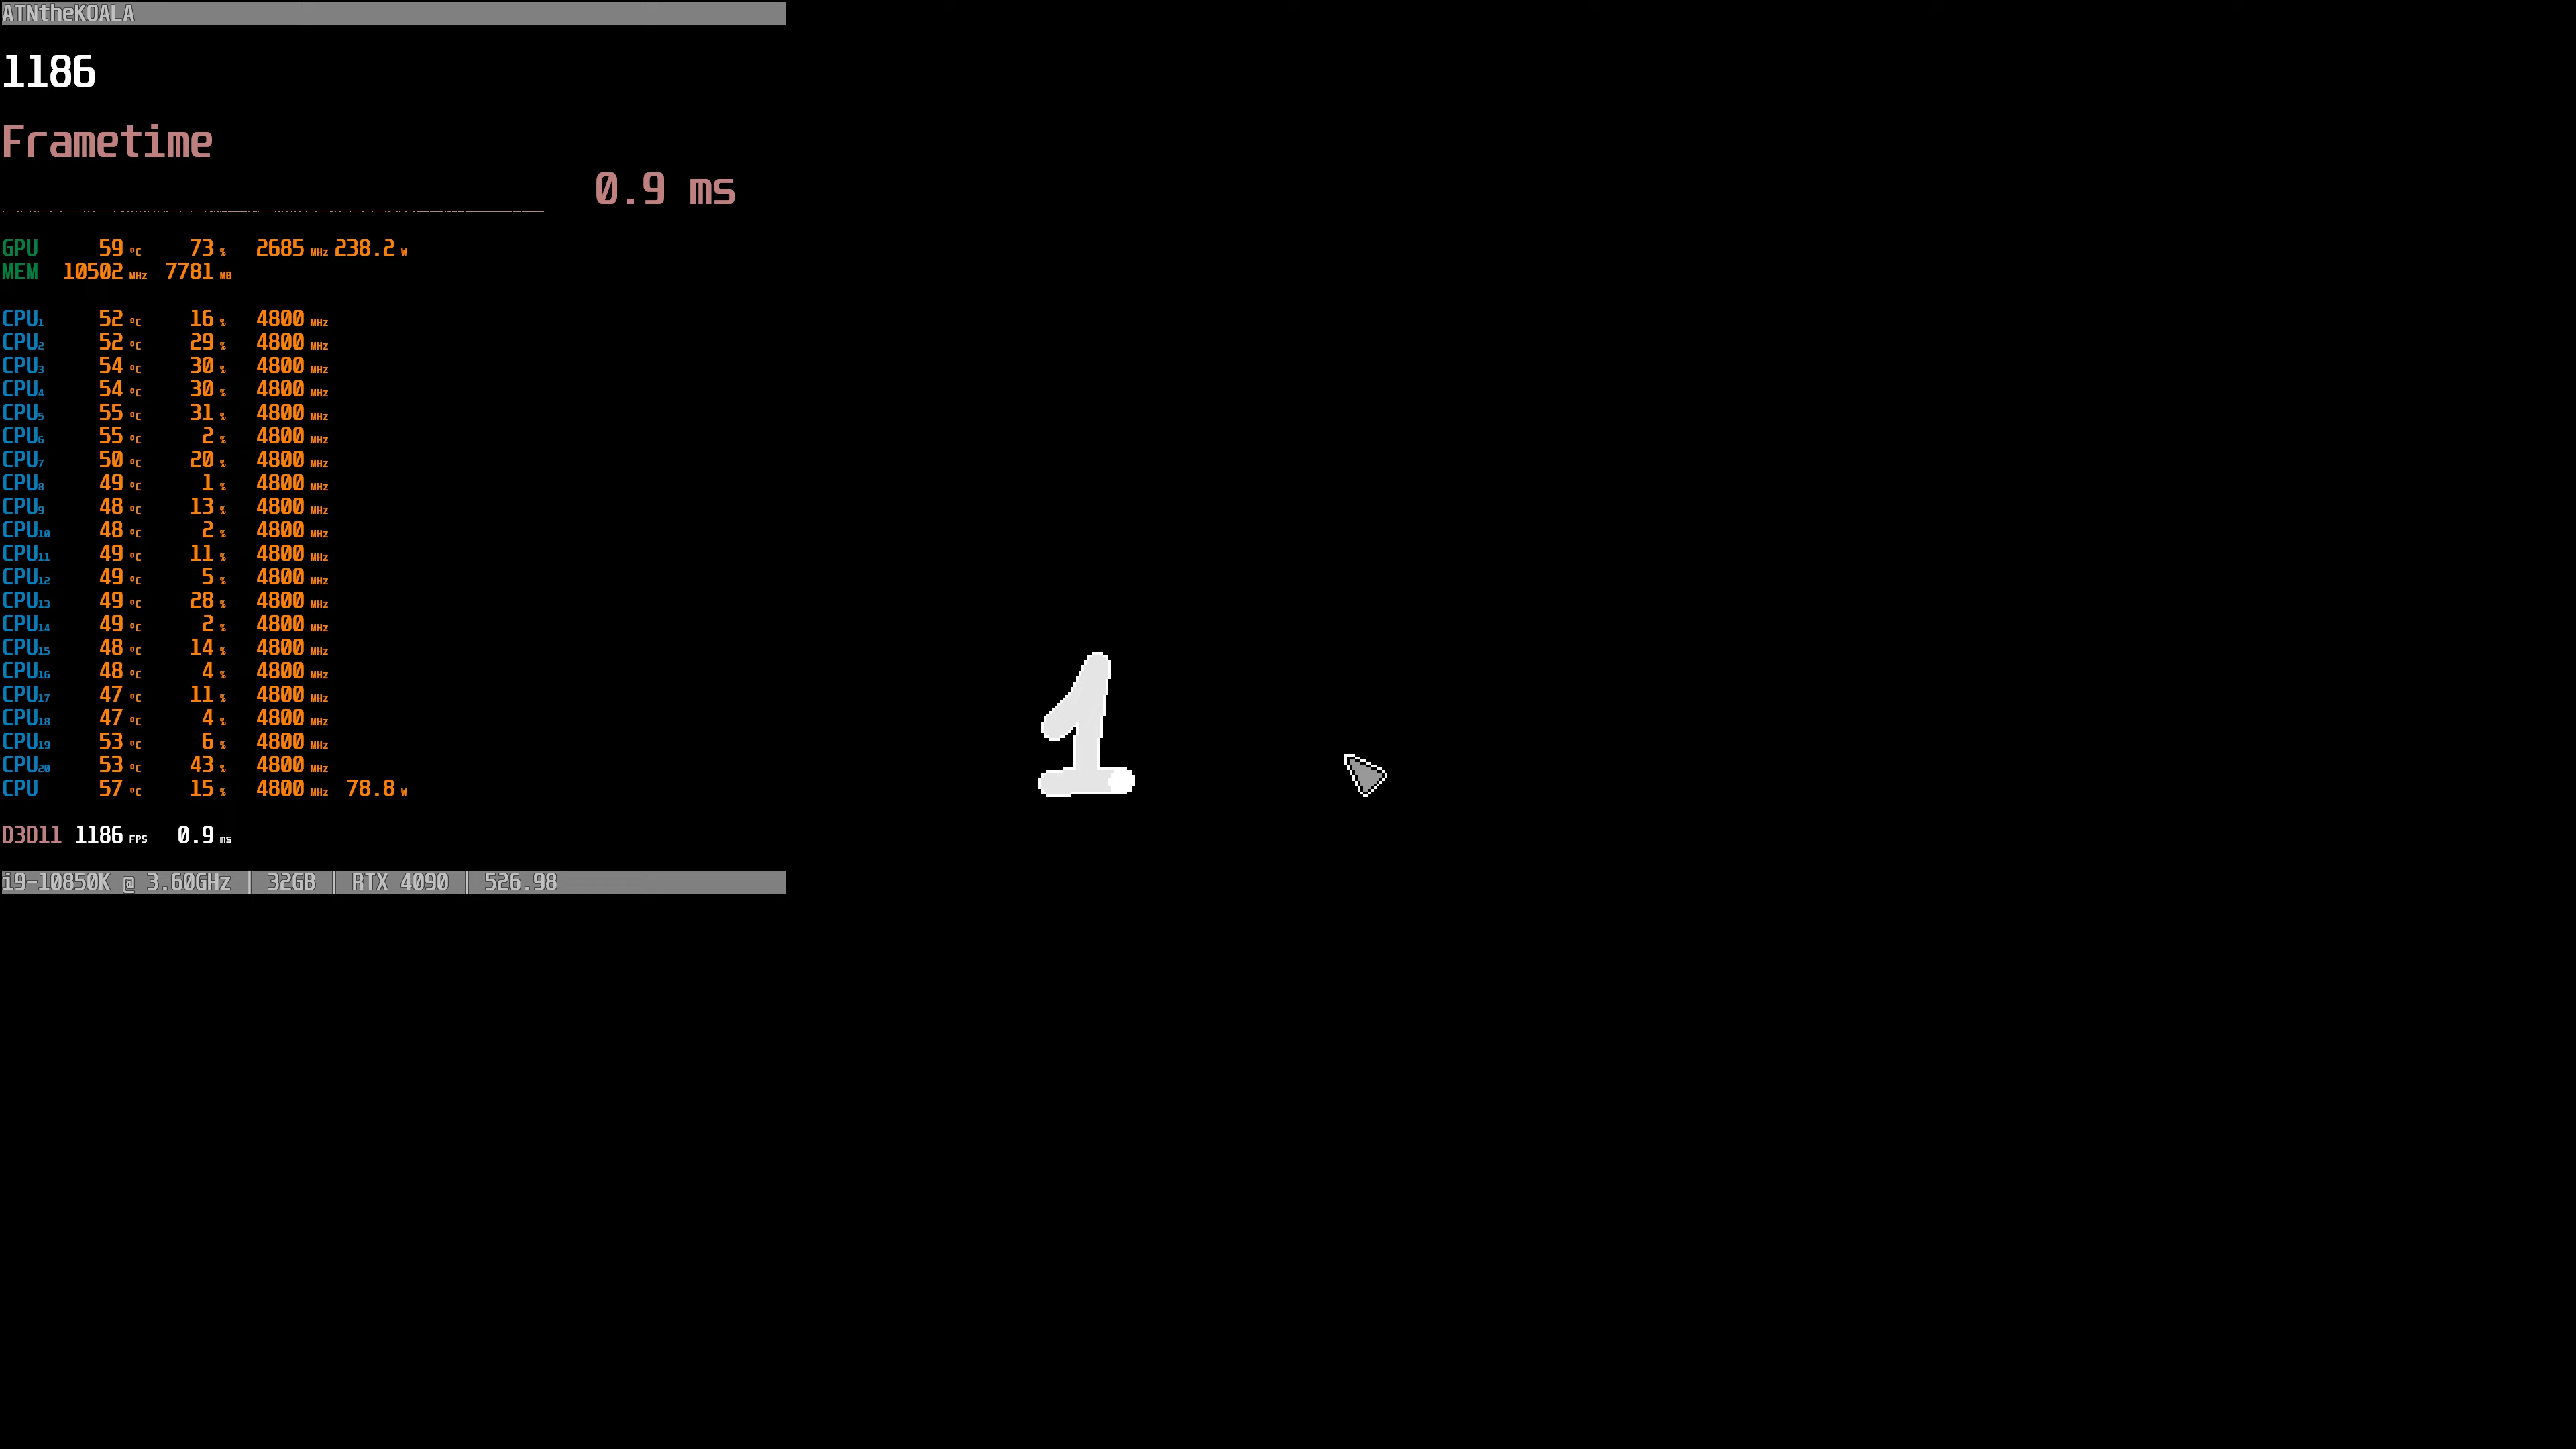 ATNtheKOALA
1186
Frametime
0.9 ms
GPU 59 °C 73 % 2685 MHz 238.2 W
MEM 10502 MHz 7781 MB
CPU1 52 °C 16 % 4800 MHz
CPU2 52 °C 29 % 4800 MHz
CPU3 54 °C 30 % 4800 MHz
CPU4 54 °C 30 % 4800 MHz
CPU5 55 °C 31 % 4800 MHz
CPU6 55 °C 2 % 4800 MHz
CPU7 50 °C 20 % 4800 MHz
CPU8 49 °C 1 % 4800 MHz
CPU9 48 °C 13 % 4800 MHz
CPU10 48 °C 2 % 4800 MHz
CPU11 49 °C 11 % 4800 MHz
CPU12 49 °C 5 % 4800 MHz
CPU13 49 °C 28 % 4800 MHz
CPU14 49 °C 2 % 4800 MHz
CPU15 48 °C 14 % 4800 MHz
CPU16 48 °C 4 % 4800 MHz
CPU17 47 °C 11 % 4800 MHz
CPU18 47 °C 4 % 4800 MHz
CPU19 53 °C 6 % 4800 MHz
CPU20 53 °C 43 % 4800 MHz
CPU 57 °C 15 % 4800 MHz 78.8 W
1
D3D11 1186 FPS 0.9 ms
i9-10850K @ 3.60GHz | 32GB | RTX 4090 | 526.98